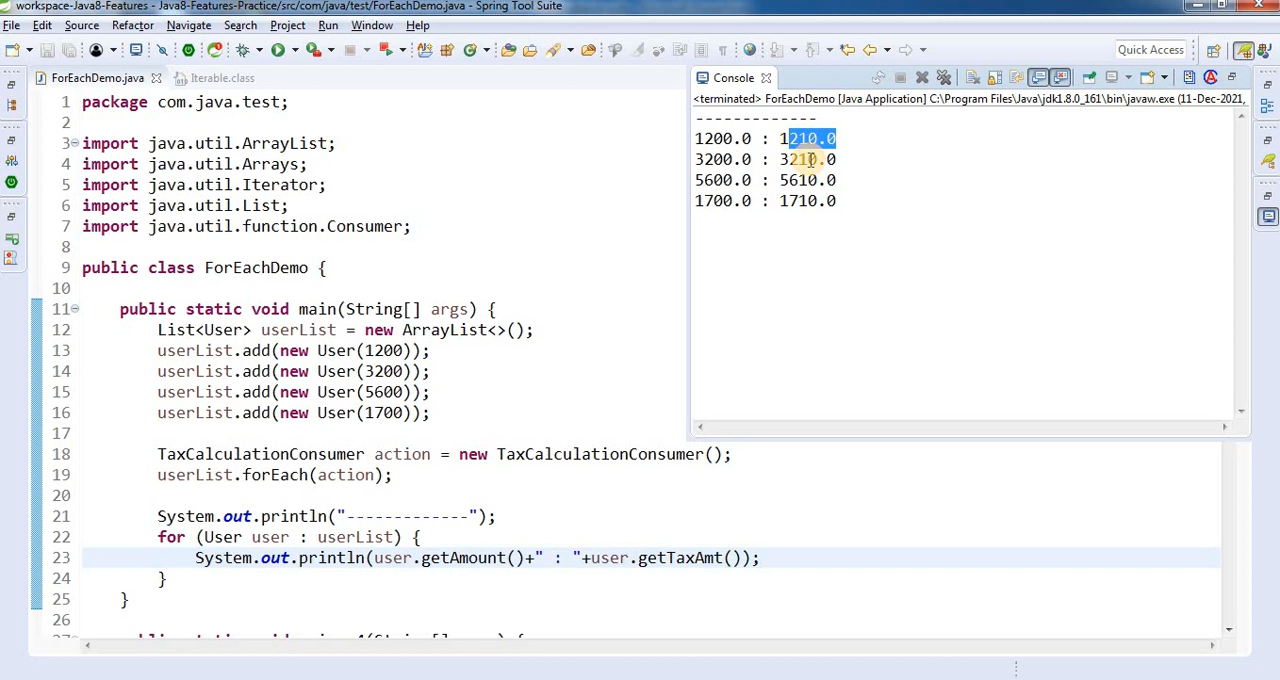 workspace-Java8-Features - Java8-Features-Practice/src/com/java/test/ForEachDemo.java - Spring Tool Suite
File Edit Source Refactor Navigate Search Project Run Window Help
Quick Access
ForEachDemo.java Iterable.class
1 package com.java.test;
2
3 import java.util.ArrayList;
4 import java.util.Arrays;
5 import java.util.Iterator;
6 import java.util.List;
7 import java.util.function.Consumer;
8
9 public class ForEachDemo {
10
11 public static void main(String[] args) {
12 List<User> userList = new ArrayList<>();
13 userList.add(new User(1200));
14 userList.add(new User(3200));
15 userList.add(new User(5600));
16 userList.add(new User(1700));
17
18 TaxCalculationConsumer action = new TaxCalculationConsumer();
19 userList.forEach(action);
20
21 System.out.println("-------------");
22 for (User user : userList) {
23 System.out.println(user.getAmount()+" : "+user.getTaxAmt());
24 }
25 }
26
Console
<terminated> ForEachDemo [Java Application] C:\Program Files\Java\jdk1.8.0_161\bin\javaw.exe (11-Dec-2021,
-------------
1200.0 : 1210.0
3200.0 : 3210.0
5600.0 : 5610.0
1700.0 : 1710.0